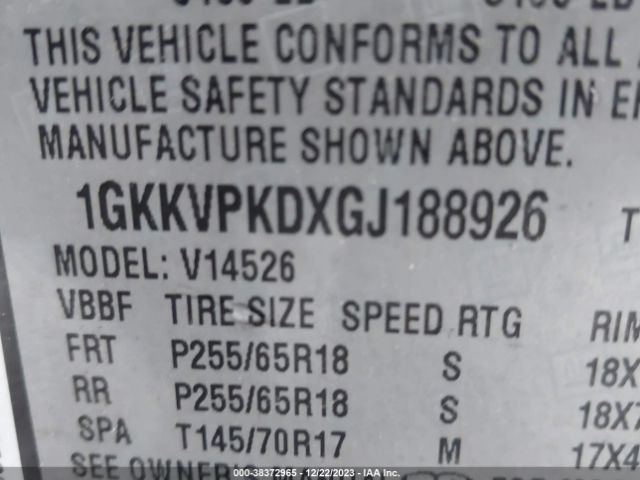 THIS VEHICLE CONFORMS TO ALL
VEHICLE SAFETY STANDARDS IN
MANUFACTURE SHOWN ABOVE.
1GKKVPKDXGJ188926 T
MODEL: V14526
VBBF TIRE SIZE SPEED RTG RIM
FRT P255/65R18 S 18X
RR P255/65R18 S 18X7
SPA T145/70R17 M 17X4
SEE OWNER
000-38372965 - 12/22/2023 - IAA Inc.